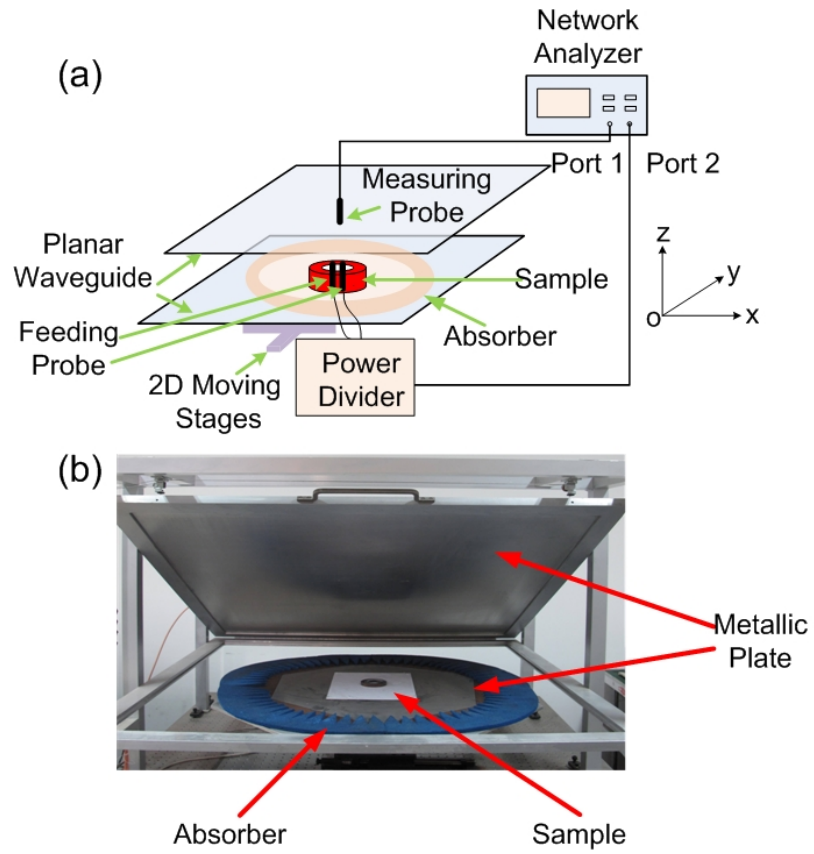 (a)
Network
Analyzer
Port 1
Port 2
Measuring
Probe
Planar
Waveguide
Sample
Feeding
Probe
Absorber
2D Moving
Stages
Power
Divider
z
y
o
x
(b)
Metallic
Plate
Absorber
Sample